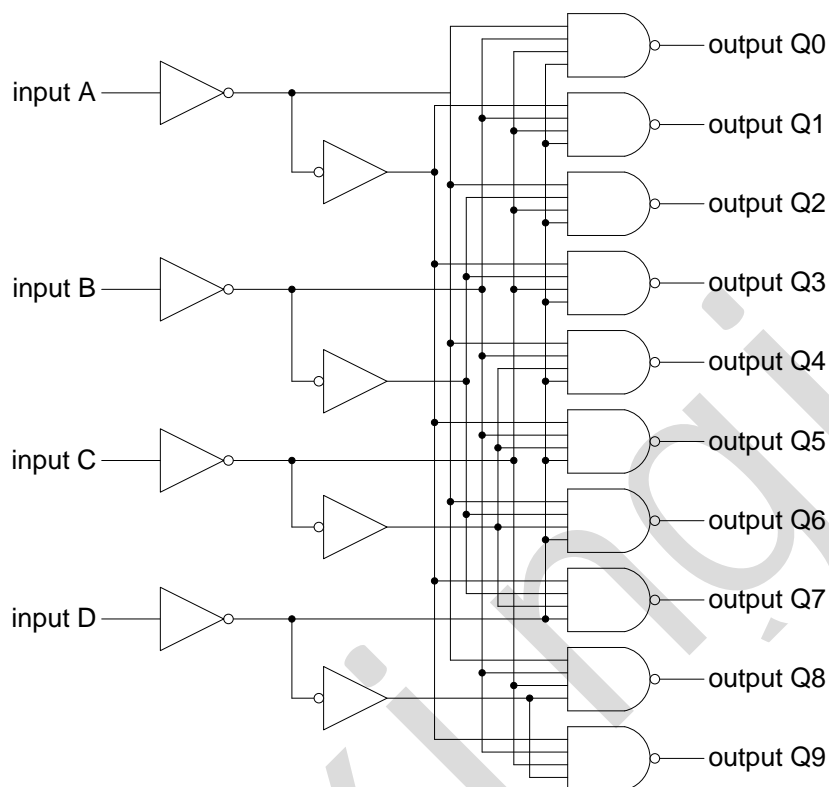 output Q0
input A
output Q1
output Q2
input B
output Q3
output Q4
input C
output Q5
output Q6
input D
output Q7
output Q8
output Q9